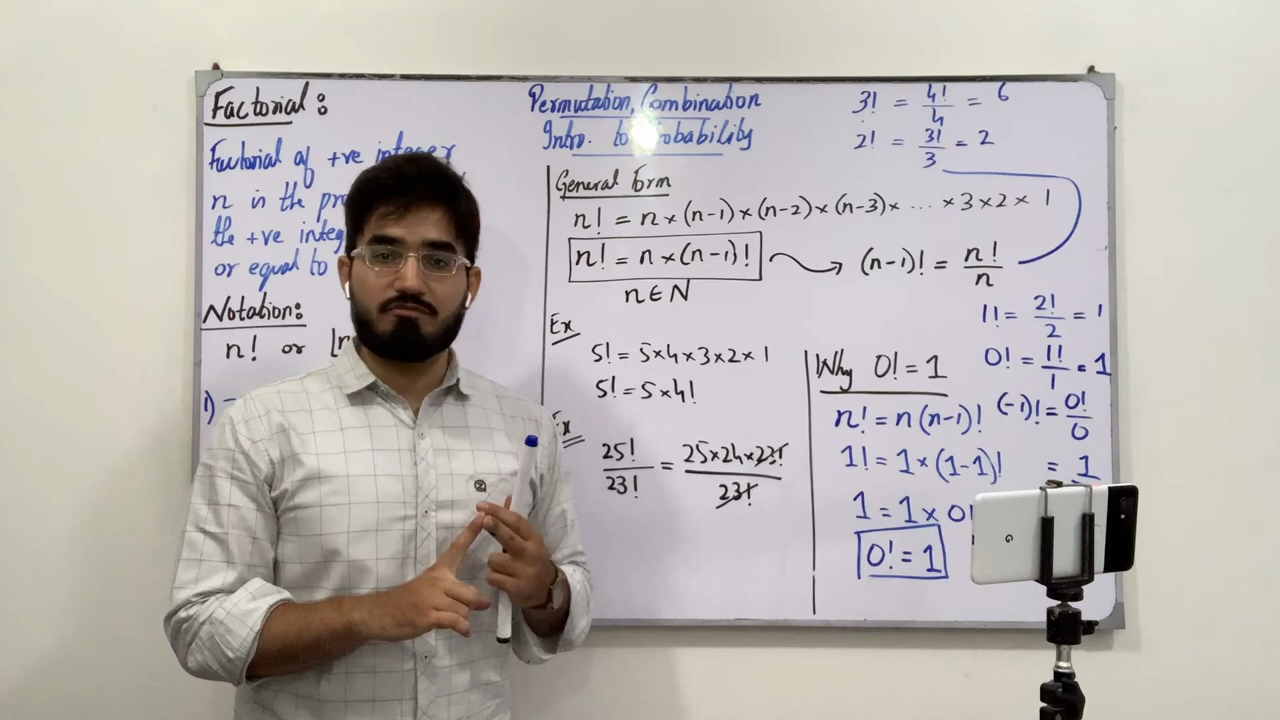 Factorial:
Factorial of +ve integer
n is the
the +ve
or equal to
Notation:
n! or
1)
Permutation, Combination
Intro. to Probability
3! = 4!/4 = 6
2! = 3!/3 = 2
General Form
n! = n×(n-1)×(n-2)×(n-3)× ... ×3×2×1
n! = n×(n-1)!
(n-1)! = n!/n
n∈N
Ex
5! = 5×4×3×2×1
5! = 5×4!
Ex
25!/23! = 25×24×23!/23!
1! = 2!/2 = 1
0! = 1!/1 = 1
(-1)! = 0!/0
= 1
Why 0! = 1
n! = n(n-1)!
1! = 1×(1-1)!
1 = 1×0!
0! = 1
G